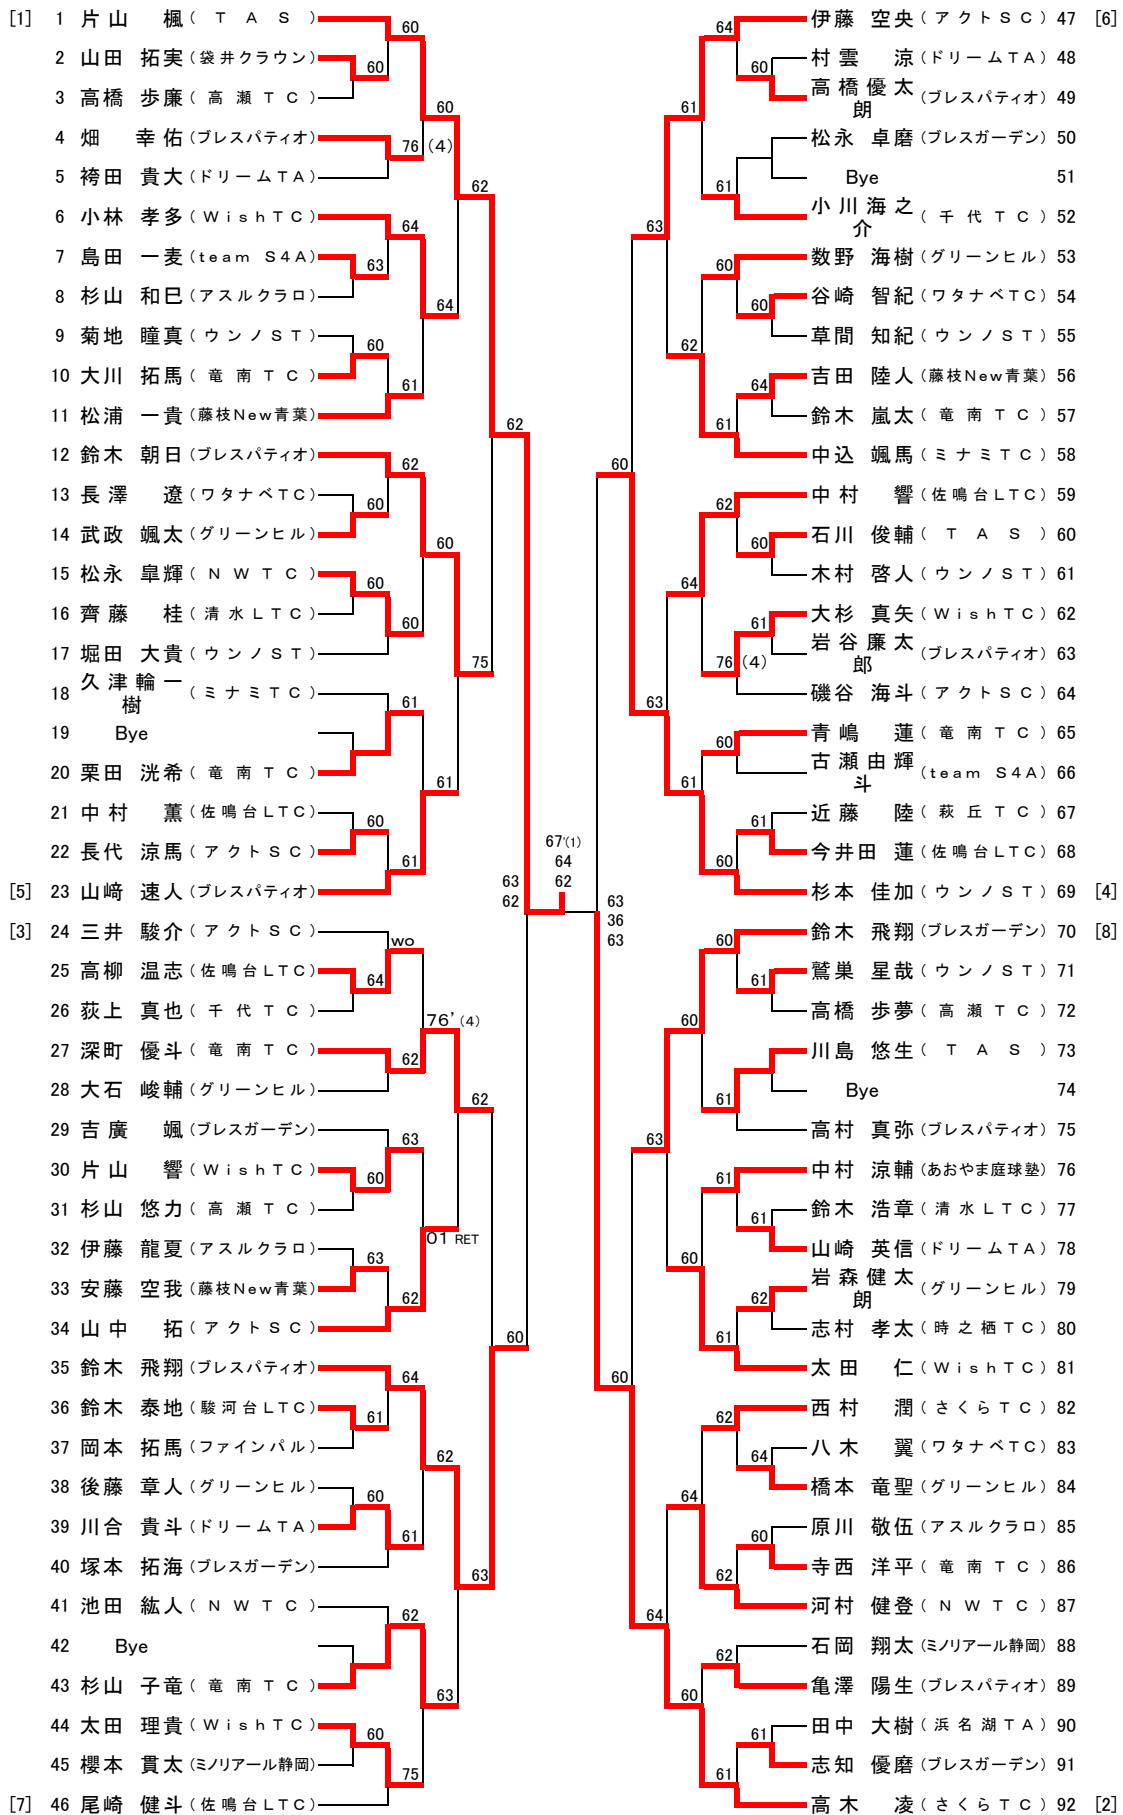 [1] 1 片山 楓 (TAS)
2 山田 拓実 (袋井クラウン)
3 高橋 歩廉 (高瀬TC)
4 畑 幸佑 (ブレスパティオ)
5 袴田 貴大 (ドリームTA)
6 小林 孝多 (WishTC)
7 島田 一麦 (team S4A)
8 杉山 和巳 (アスルクラロ)
9 菊地 瞳真 (ウンノST)
10 大川 拓馬 (竜南TC)
11 松浦 一貴 (藤枝New青葉)
12 鈴木 朝日 (ブレスパティオ)
13 長澤 遼 (ワタナベTC)
14 武政 颯太 (グリーンヒル)
15 松永 皐輝 (NWTC)
16 齊藤 桂 (清水LTC)
17 堀田 大貴 (ウンノST)
18 久津輪一樹 (ミナミTC)
19 Bye
20 栗田 洸希 (竜南TC)
21 中村 薫 (佐鳴台LTC)
22 長代 涼馬 (アクトSC)
[5] 23 山﨑 速人 (ブレスパティオ)
[3] 24 三井 駿介 (アクトSC)
25 高柳 温志 (佐鳴台LTC)
26 荻上 真也 (千代TC)
27 深町 優斗 (竜南TC)
28 大石 峻輔 (グリーンヒル)
29 吉廣 颯 (ブレスガーデン)
30 片山 響 (WishTC)
31 杉山 悠力 (高瀬TC)
32 伊藤 龍夏 (アスルクラロ)
33 安藤 空我 (藤枝New青葉)
34 山中 拓 (アクトSC)
35 鈴木 飛翔 (ブレスパティオ)
36 鈴木 泰地 (駿河台LTC)
37 岡本 拓馬 (ファインパル)
38 後藤 章人 (グリーンヒル)
39 川合 貴斗 (ドリームTA)
40 塚本 拓海 (ブレスガーデン)
41 池田 紘人 (NWTC)
42 Bye
43 杉山 子竜 (竜南TC)
44 太田 理貴 (WishTC)
45 櫻本 貫太 (ミノリアール静岡)
[7] 46 尾崎 健斗 (佐鳴台LTC)
60
60
76 (4)
64
63
60
61
62
60
60
60
61
60
61
60
64
60
61
62
75
62
wo
64
62
63
60
63
62
64
61
60
61
62
60
75
76' (4)
01 RET
62
63
62
63
60
63
62
67'(1)
64
62
63
36
63
伊藤 空央 (アクトSC) 47 [6]
村雲 涼 (ドリームTA) 48
高橋優太朗 (ブレスパティオ) 49
松永 卓磨 (ブレスガーデン) 50
Bye 51
小川海之介 (千代TC) 52
数野 海樹 (グリーンヒル) 53
谷崎 智紀 (ワタナベTC) 54
草間 知紀 (ウンノST) 55
吉田 陸人 (藤枝New青葉) 56
鈴木 嵐太 (竜南TC) 57
中込 颯馬 (ミナミTC) 58
中村 響 (佐鳴台LTC) 59
石川 俊輔 (TAS) 60
木村 啓人 (ウンノST) 61
大杉 真矢 (WishTC) 62
岩谷廉太郎 (ブレスパティオ) 63
磯谷 海斗 (アクトSC) 64
青嶋 蓮 (竜南TC) 65
古瀬由輝斗 (team S4A) 66
近藤 陸 (萩丘TC) 67
今井田 蓮 (佐鳴台LTC) 68
杉本 佳加 (ウンノST) 69 [4]
鈴木 飛翔 (ブレスガーデン) 70 [8]
鷲巣 星哉 (ウンノST) 71
高橋 歩夢 (高瀬TC) 72
川島 悠生 (TAS) 73
Bye 74
高村 真弥 (ブレスパティオ) 75
中村 涼輔 (あおやま庭球塾) 76
鈴木 浩章 (清水LTC) 77
山崎 英信 (ドリームTA) 78
岩森健太朗 (グリーンヒル) 79
志村 孝太 (時之栖TC) 80
太田 仁 (WishTC) 81
西村 潤 (さくらTC) 82
八木 翼 (ワタナベTC) 83
橋本 竜聖 (グリーンヒル) 84
原川 敬伍 (アスルクラロ) 85
寺西 洋平 (竜南TC) 86
河村 健登 (NWTC) 87
石岡 翔太 (ミノリアール静岡) 88
亀澤 陽生 (ブレスパティオ) 89
田中 大樹 (浜名湖TA) 90
志知 優磨 (ブレスガーデン) 91
高木 凌 (さくらTC) 92 [2]
64
60
61
61
63
60
60
62
64
61
60
62
60
64
61
76 (4)
63
60
61
61
60
60
61
60
61
63
61
61
60
62
61
60
62
64
64
60
62
64
62
60
61
61